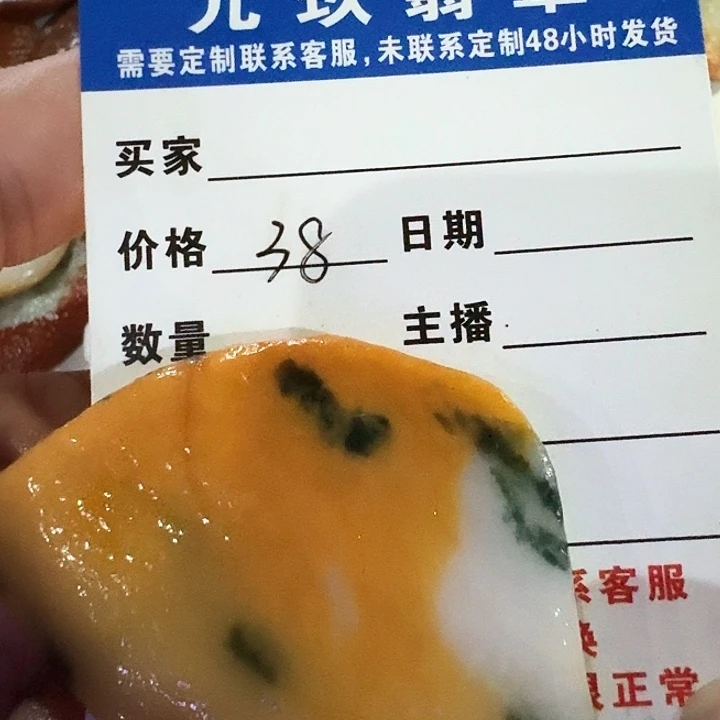 需要定制联系客服,未联系定制48小时发货
买家
价格 38 日期
数量 主播
系客服
正常